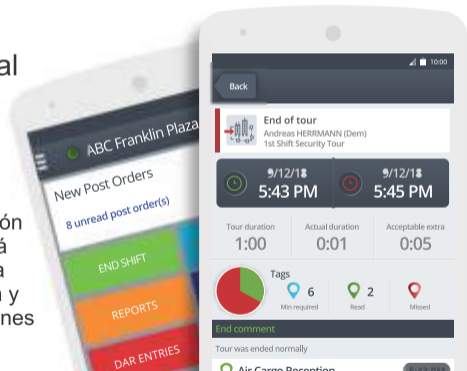 al
ón
á
a
y
nes
ABC Franklin Plaza
New Post Orders
8 unread post order(s)
END SHIFT
REPORTS
DAR ENTRIES
10:00
Back
End of tour
Andreas HERRMANN (Dem)
1st Shift Security Tour
9/12/18 9/12/18
5:43 PM 5:45 PM
Tour duration Actual duration Acceptable extra
1:00 0:01 0:05
Tags
6 2
Min required Read Missed
End comment
Tour was ended normally
Air Cargo Reception 5:43 PM